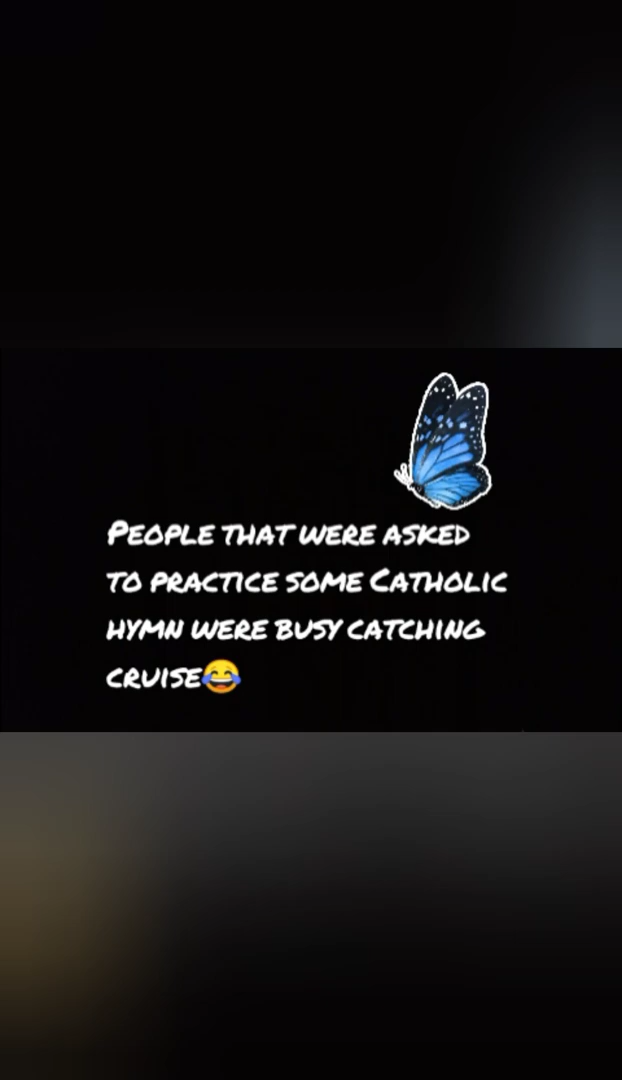 People that were asked
to practice some Catholic
hymn were busy catching
cruise😂